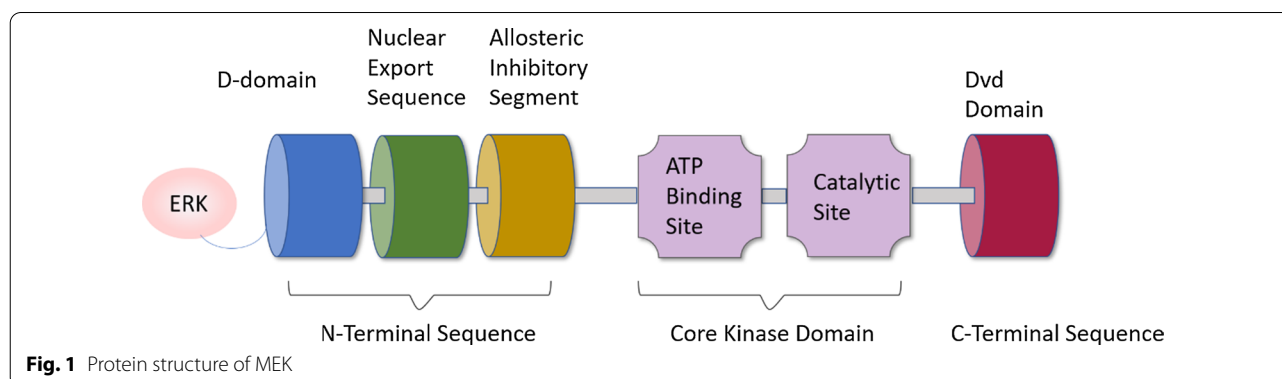 D-domain
Nuclear
Export
Sequence
Allosteric
Inhibitory
Segment
Dvd
Domain
ERK
ATP
Binding
Site
Catalytic
Site
N-Terminal Sequence
Core Kinase Domain
C-Terminal Sequence
Fig. 1 Protein structure of MEK